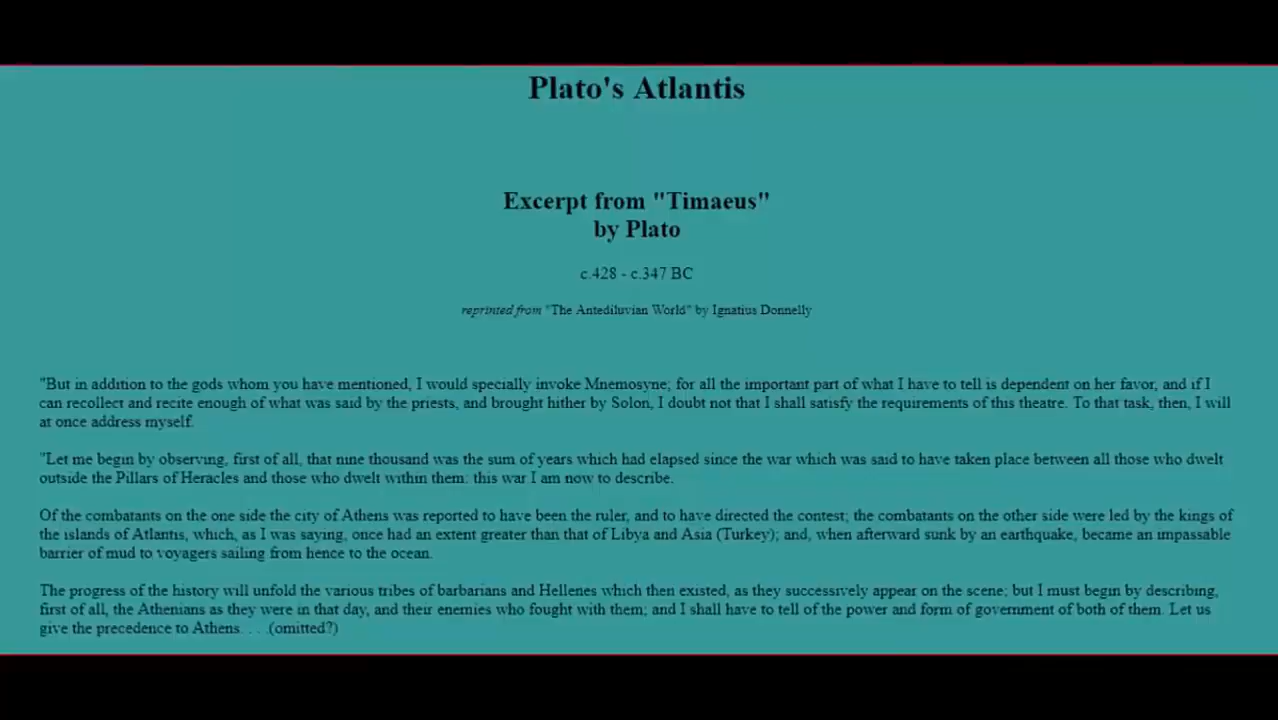 Plato's Atlantis
Excerpt from "Timaeus"
by Plato
c.428 - c.347 BC
reprinted from "The Antediluvian World" by Ignatius Donnelly
"But in addition to the gods whom you have mentioned, I would specially invoke Mnemosyne; for all the important part of what I have to tell is dependent on her favor, and if I
can recollect and recite enough of what was said by the priests, and brought hither by Solon, I doubt not that I shall satisfy the requirements of this theatre. To that task, then, I will
at once address myself.
"Let me begin by observing, first of all, that nine thousand was the sum of years which had elapsed since the war which was said to have taken place between all those who dwelt
outside the Pillars of Heracles and those who dwelt within them: this war I am now to describe.
Of the combatants on the one side the city of Athens was reported to have been the ruler, and to have directed the contest; the combatants on the other side were led by the kings of
the islands of Atlantis, which, as I was saying, once had an extent greater than that of Libya and Asia (Turkey); and, when afterward sunk by an earthquake, became an impassable
barrier of mud to voyagers sailing from hence to the ocean.
The progress of the history will unfold the various tribes of barbarians and Hellenes which then existed, as they successively appear on the scene; but I must begin by describing,
first of all, the Athenians as they were in that day, and their enemies who fought with them; and I shall have to tell of the power and form of government of both of them. Let us
give the precedence to Athens. . . .(omitted?)